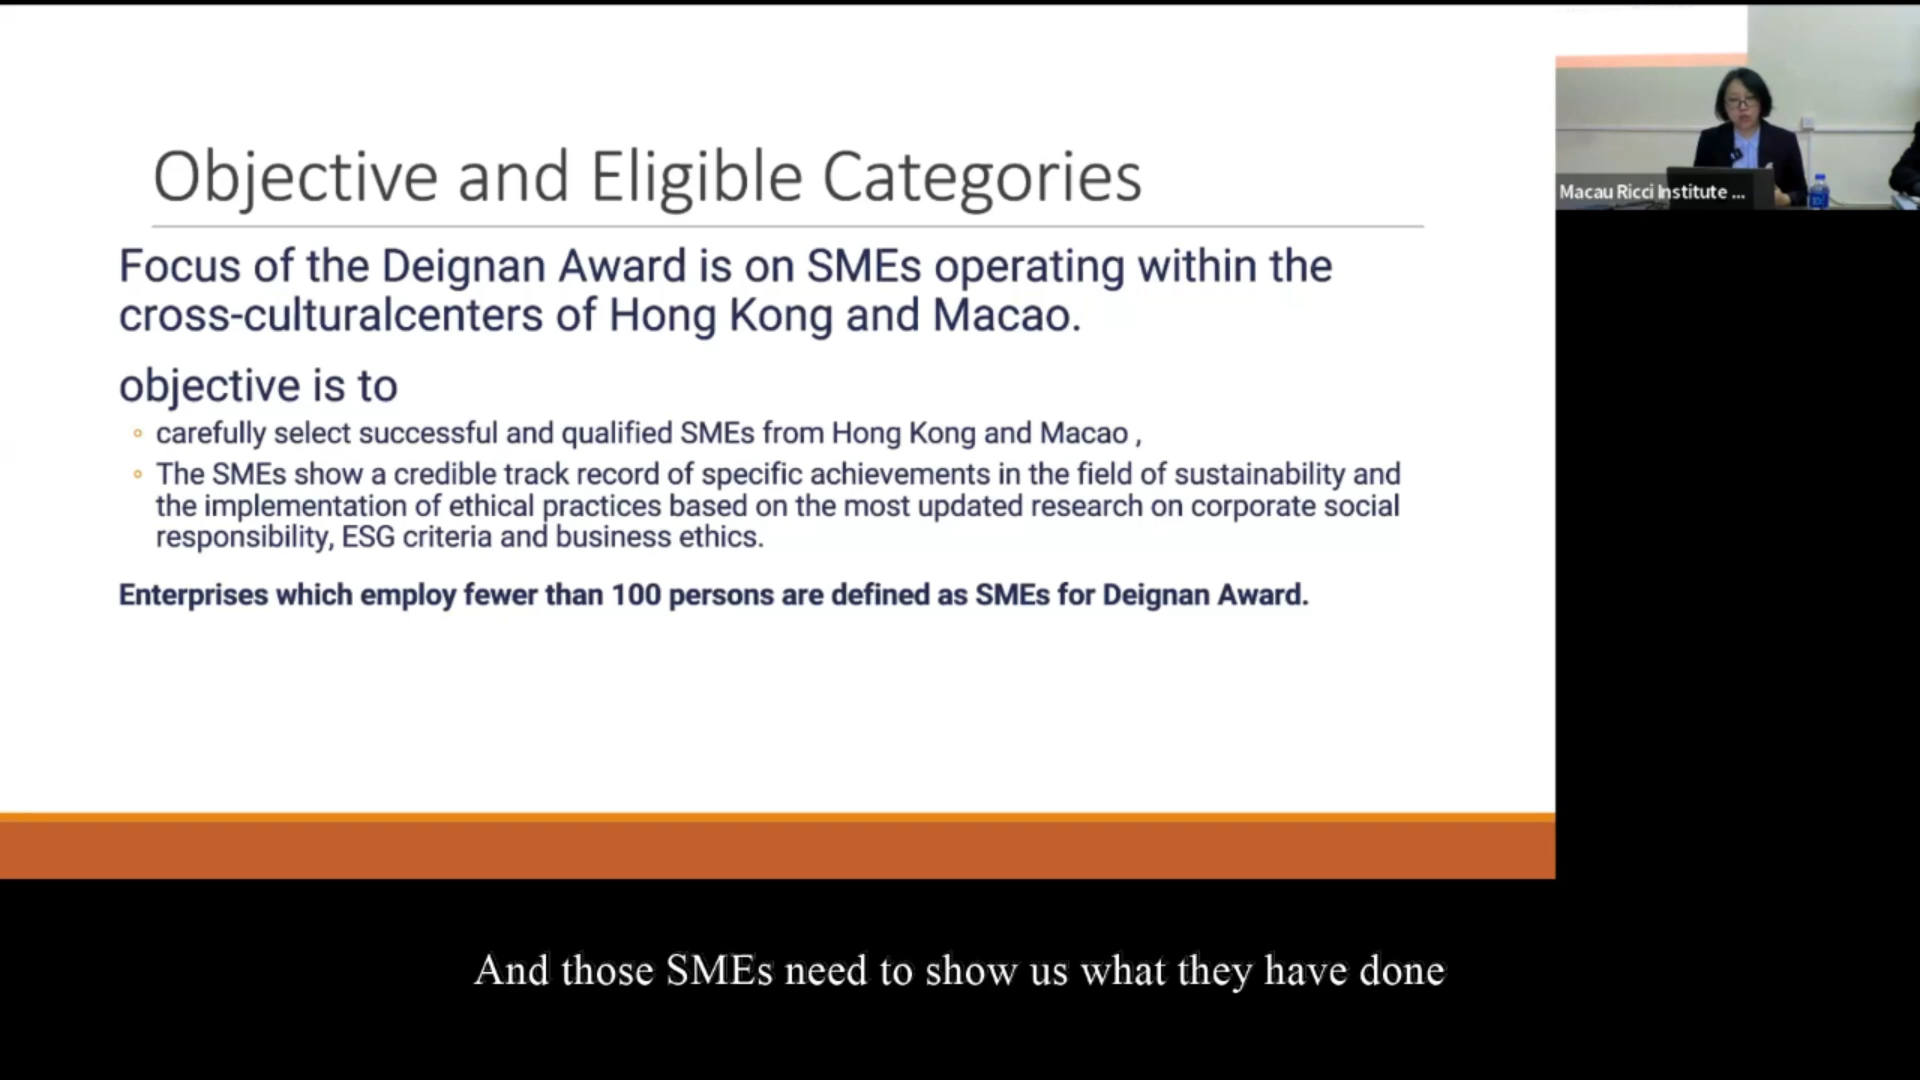 Objective and Eligible Categories
Focus of the Deignan Award is on SMEs operating within the
cross-culturalcenters of Hong Kong and Macao.
objective is to
carefully select successful and qualified SMEs from Hong Kong and Macao ,
The SMEs show a credible track record of specific achievements in the field of sustainability and
the implementation of ethical practices based on the most updated research on corporate social
responsibility, ESG criteria and business ethics.
Enterprises which employ fewer than 100 persons are defined as SMEs for Deignan Award.
Macau Ricci Institute ...
And those SMEs need to show us what they have done